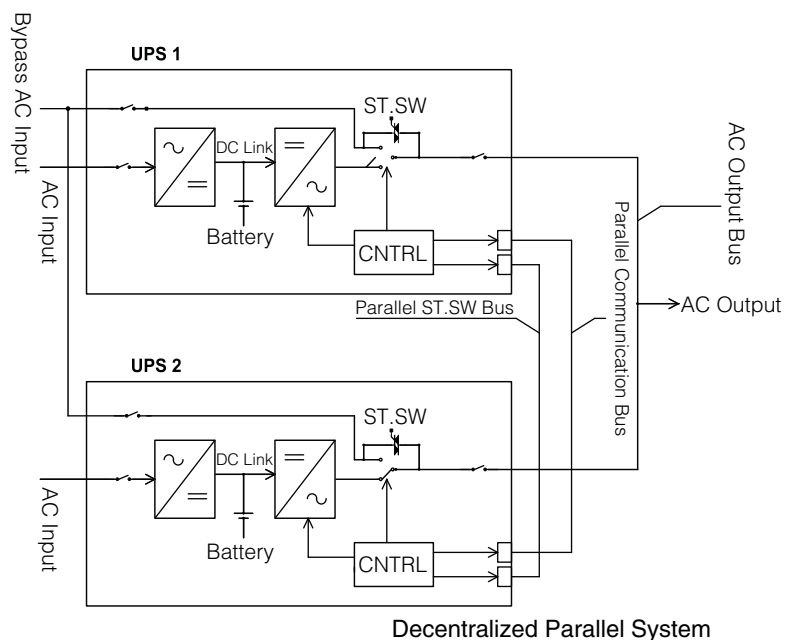 Bypass AC Input
AC Input
UPS 1
ST.SW
DC Link
Battery
CNTRL
Parallel ST.SW Bus
Parallel Communication Bus
AC Output Bus
AC Output
UPS 2
AC Input
ST.SW
DC Link
Battery
CNTRL
Decentralized Parallel System